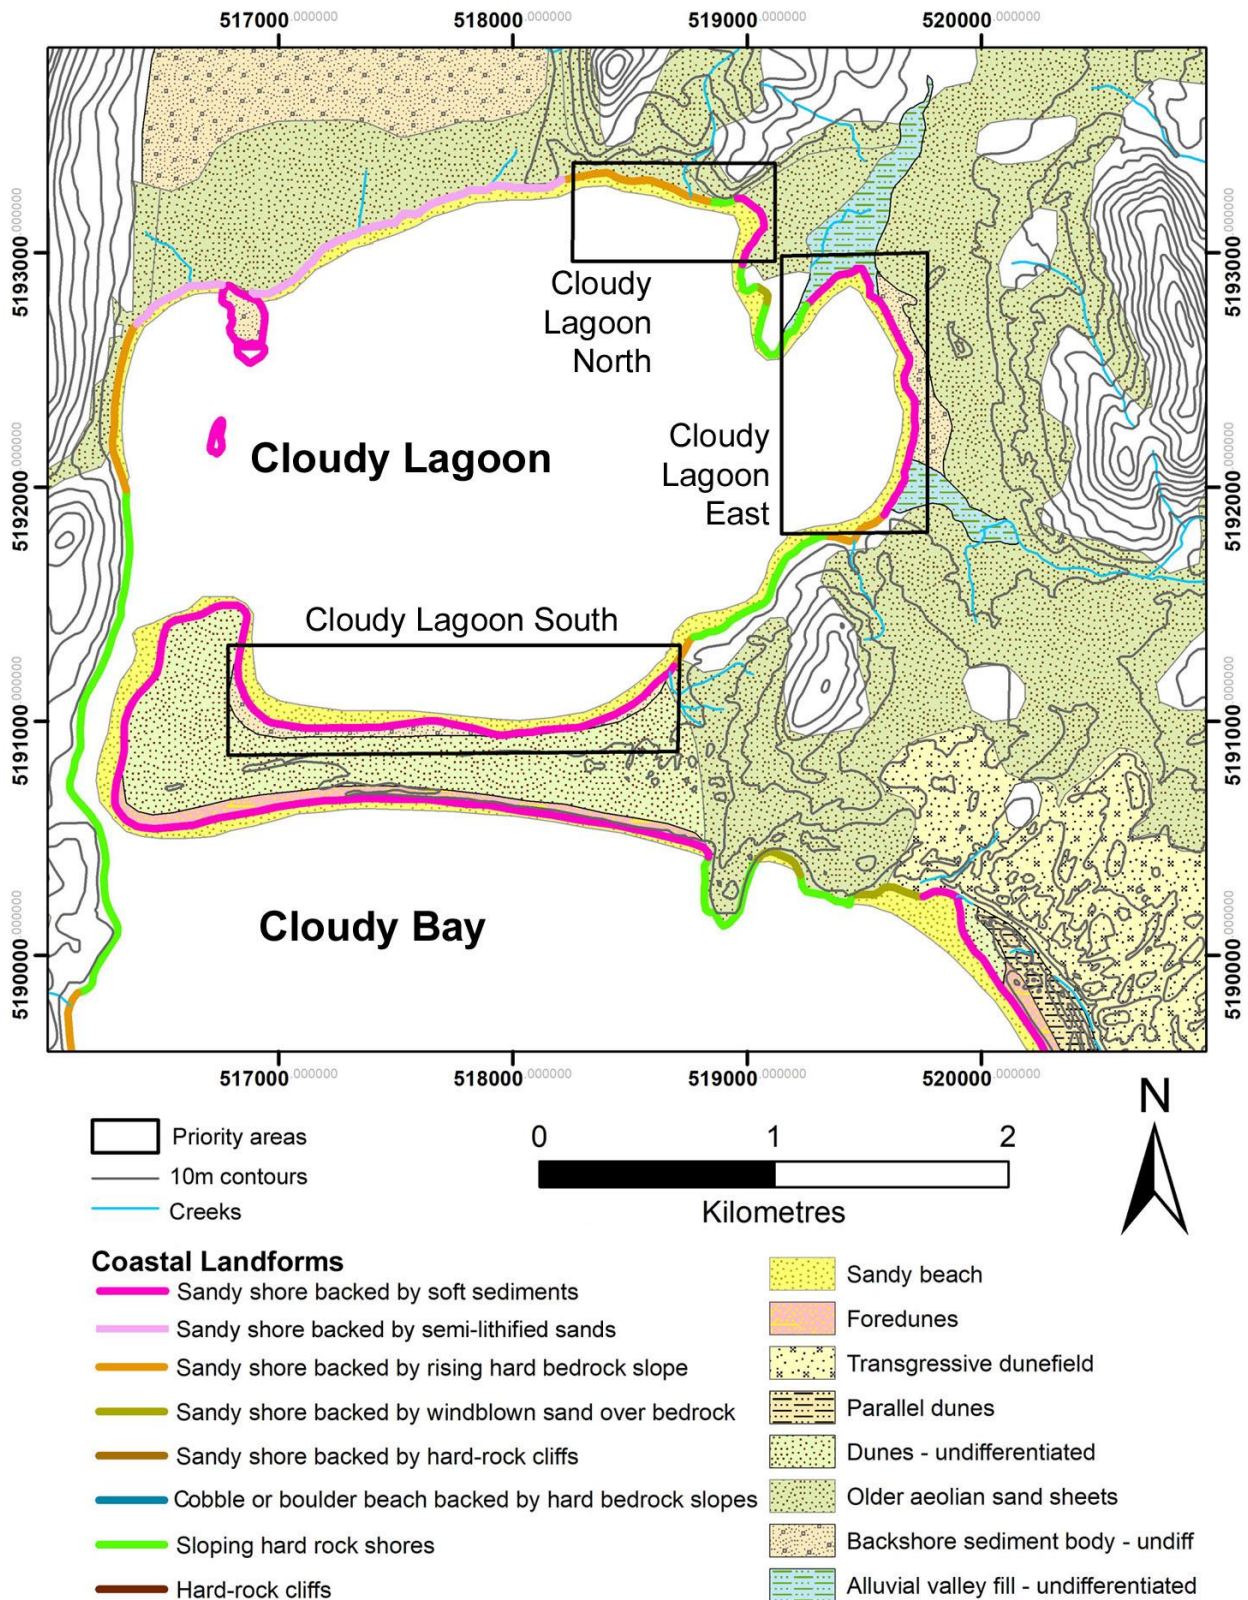 517000.000000 518000.000000 519000.000000 520000.000000
5193000.000000
5193000.000000
Cloudy
Lagoon
North
Cloudy Lagoon
Cloudy
Lagoon
East
5192000.000000
5192000.000000
Cloudy Lagoon South
5191000.000000
5191000.000000
Cloudy Bay
5190000.000000
5190000.000000
517000.000000 518000.000000 519000.000000 520000.000000
Priority areas
10m contours
Creeks
0 1 2
Kilometres
N
Coastal Landforms
Sandy shore backed by soft sediments
Sandy shore backed by semi-lithified sands
Sandy shore backed by rising hard bedrock slope
Sandy shore backed by windblown sand over bedrock
Sandy shore backed by hard-rock cliffs
Cobble or boulder beach backed by hard bedrock slopes
Sloping hard rock shores
Hard-rock cliffs
Sandy beach
Foredunes
Transgressive dunefield
Parallel dunes
Dunes - undifferentiated
Older aeolian sand sheets
Backshore sediment body - undiff
Alluvial valley fill - undifferentiated